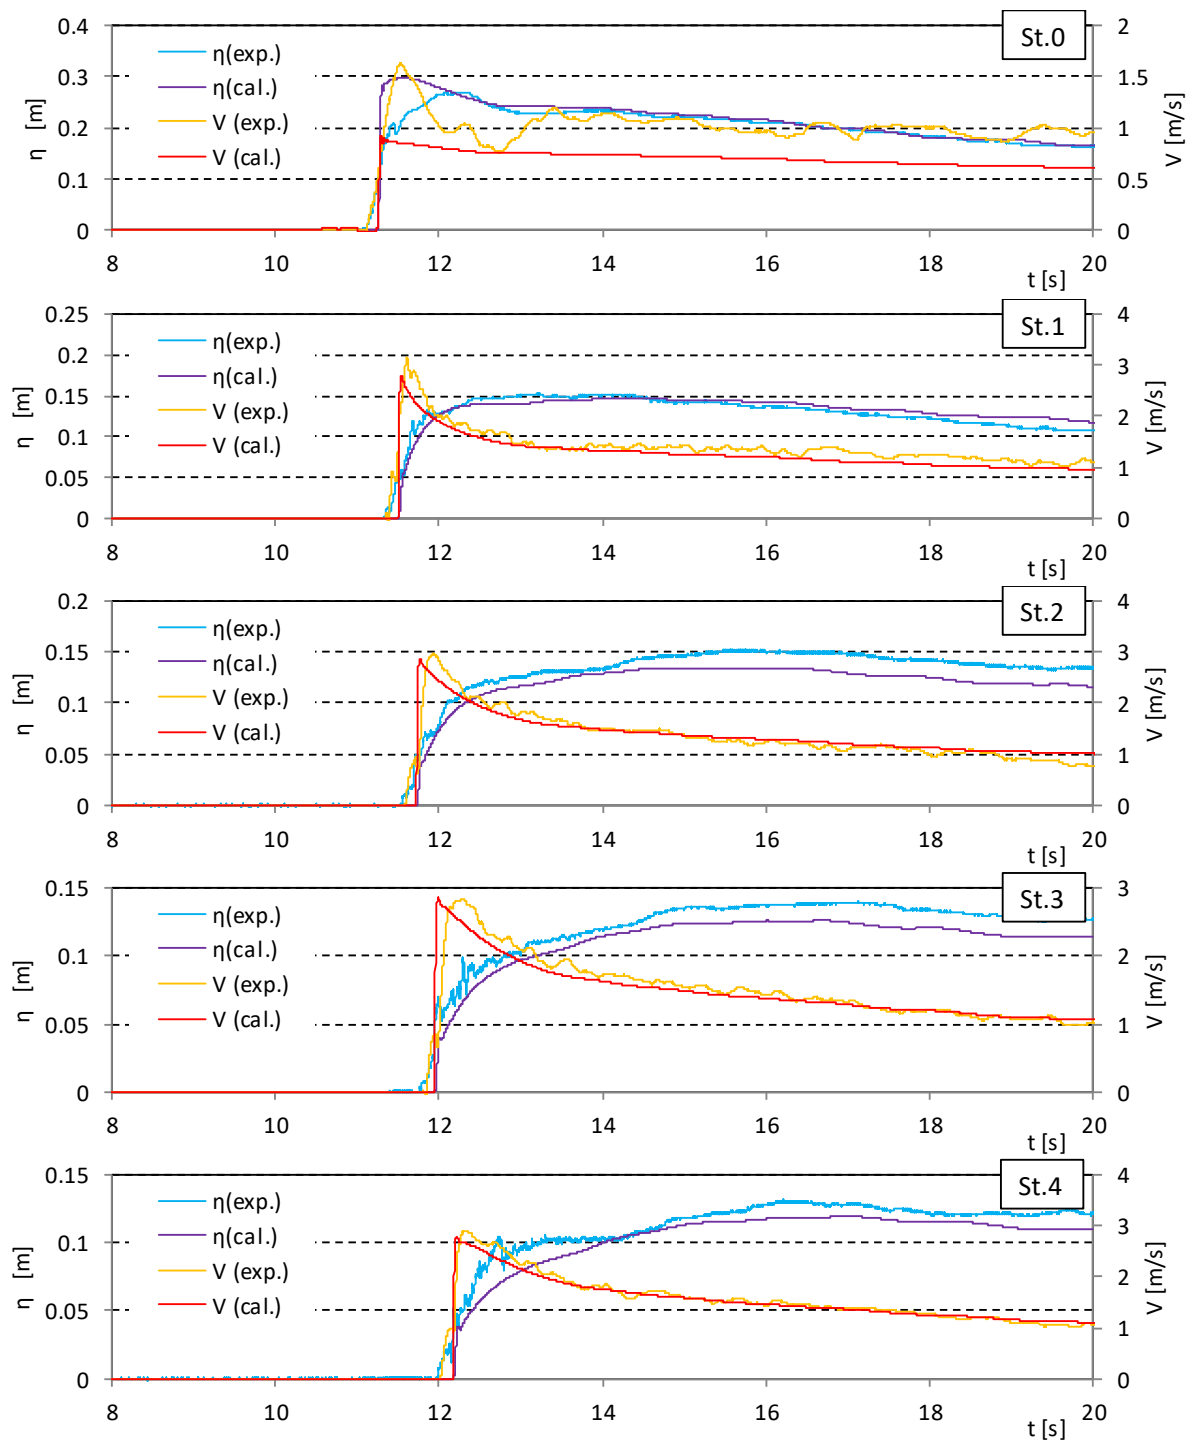 St.0
η(exp.)
η(cal.)
V (exp.)
V (cal.)
η [m]
0.4
0.3
0.2
0.1
0
2
1.5
1
0.5
0
V [m/s]
8 10 12 14 16 18 20
t [s]
St.1
η(exp.)
η(cal.)
V (exp.)
V (cal.)
η [m]
0.25
0.2
0.15
0.1
0.05
0
4
3
2
1
0
V [m/s]
8 10 12 14 16 18 20
t [s]
St.2
η(exp.)
η(cal.)
V (exp.)
V (cal.)
η [m]
0.2
0.15
0.1
0.05
0
4
3
2
1
0
V [m/s]
8 10 12 14 16 18 20
t [s]
St.3
η(exp.)
η(cal.)
V (exp.)
V (cal.)
η [m]
0.15
0.1
0.05
0
3
2
1
0
V [m/s]
8 10 12 14 16 18 20
t [s]
St.4
η(exp.)
η(cal.)
V (exp.)
V (cal.)
η [m]
0.15
0.1
0.05
0
4
3
2
1
0
V [m/s]
8 10 12 14 16 18 20
t [s]